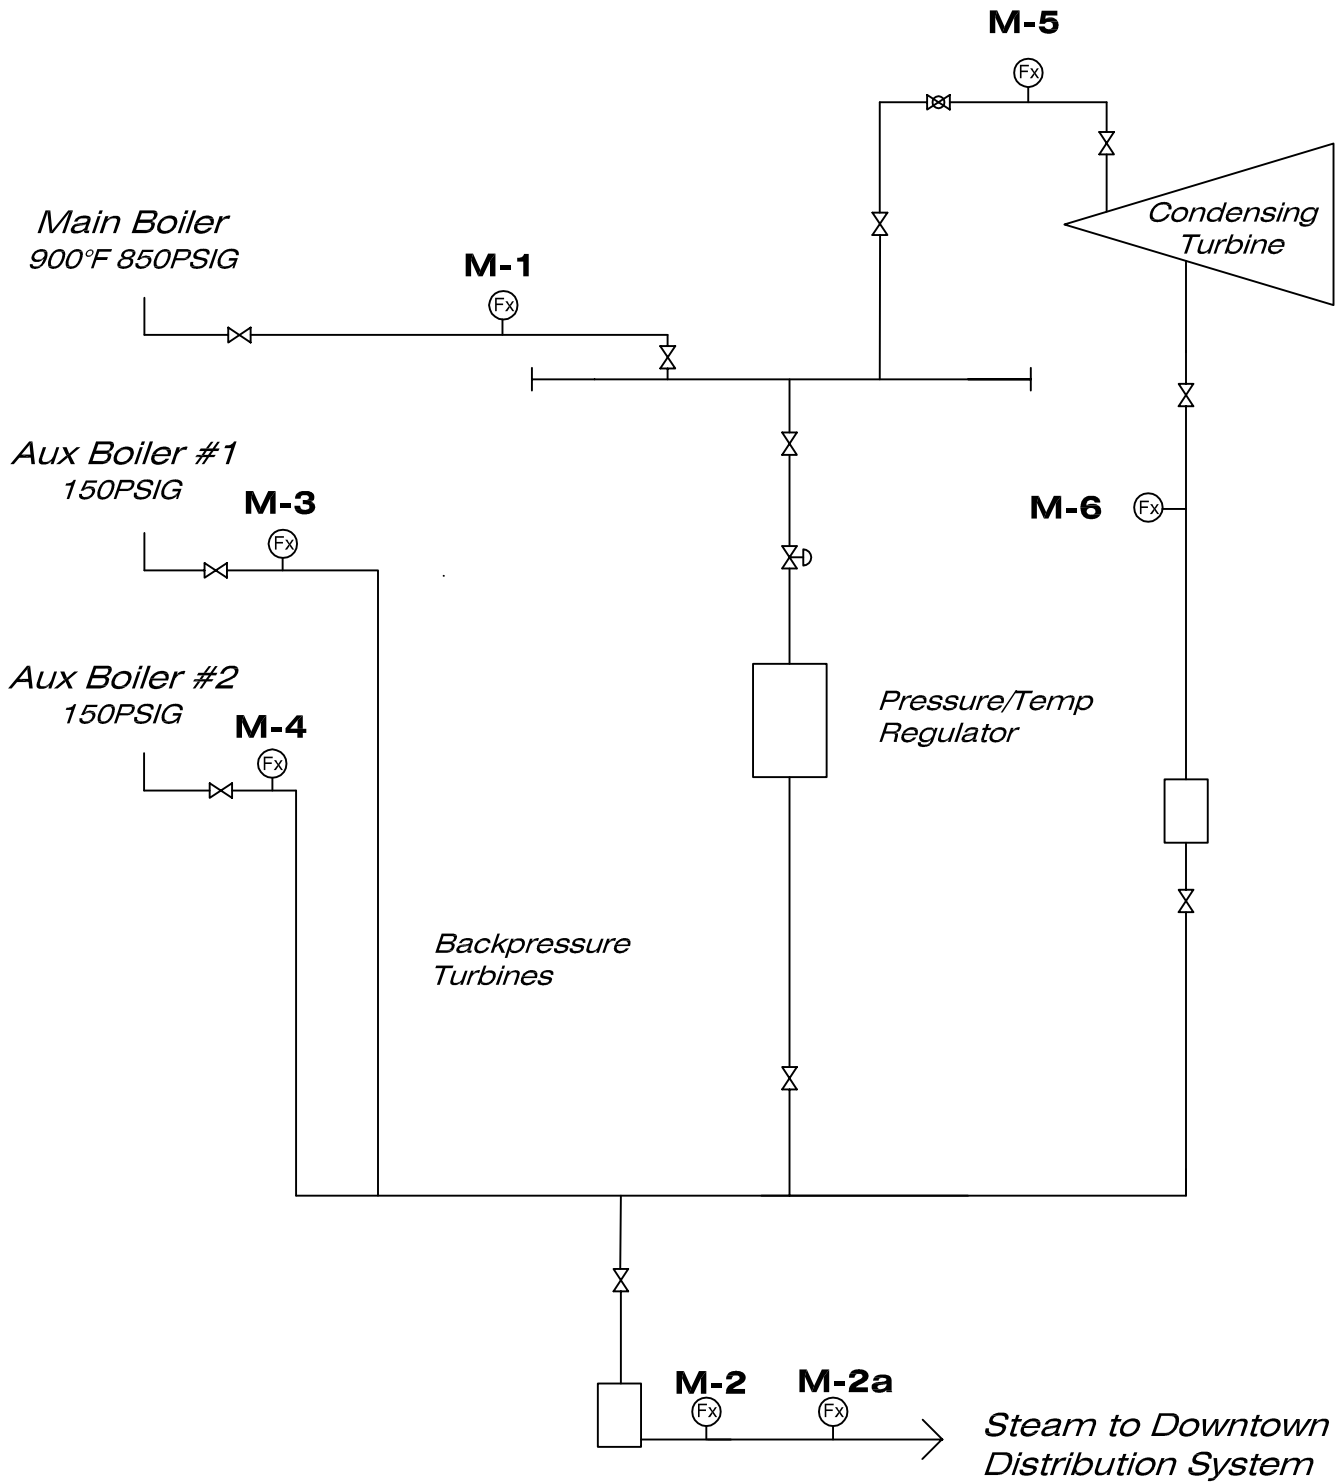 M-5
Fx
Condensing
Turbine
Main Boiler
900°F 850PSIG
M-1
Fx
Aux Boiler #1
150PSIG
M-3
Fx
M-6
Fx
Aux Boiler #2
150PSIG
M-4
Fx
Pressure/Temp
Regulator
Backpressure
Turbines
M-2
Fx
M-2a
Fx
Steam to Downtown
Distribution System